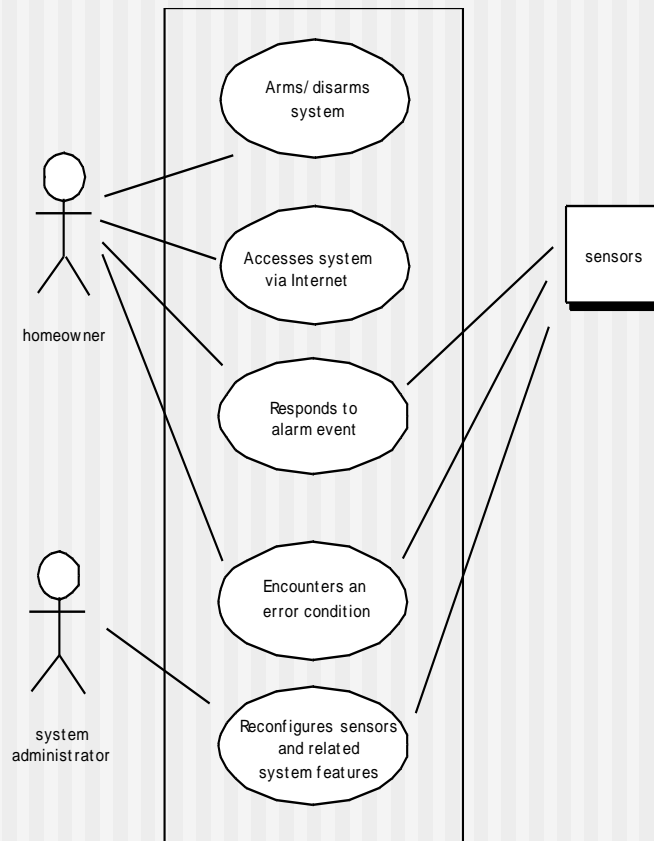 Arms/disarms
system
Accesses system
via Internet
sensors
homeowner
Responds to
alarm event
Encounters an
error condition
system
administrator
Reconfigures sensors
and related
system features